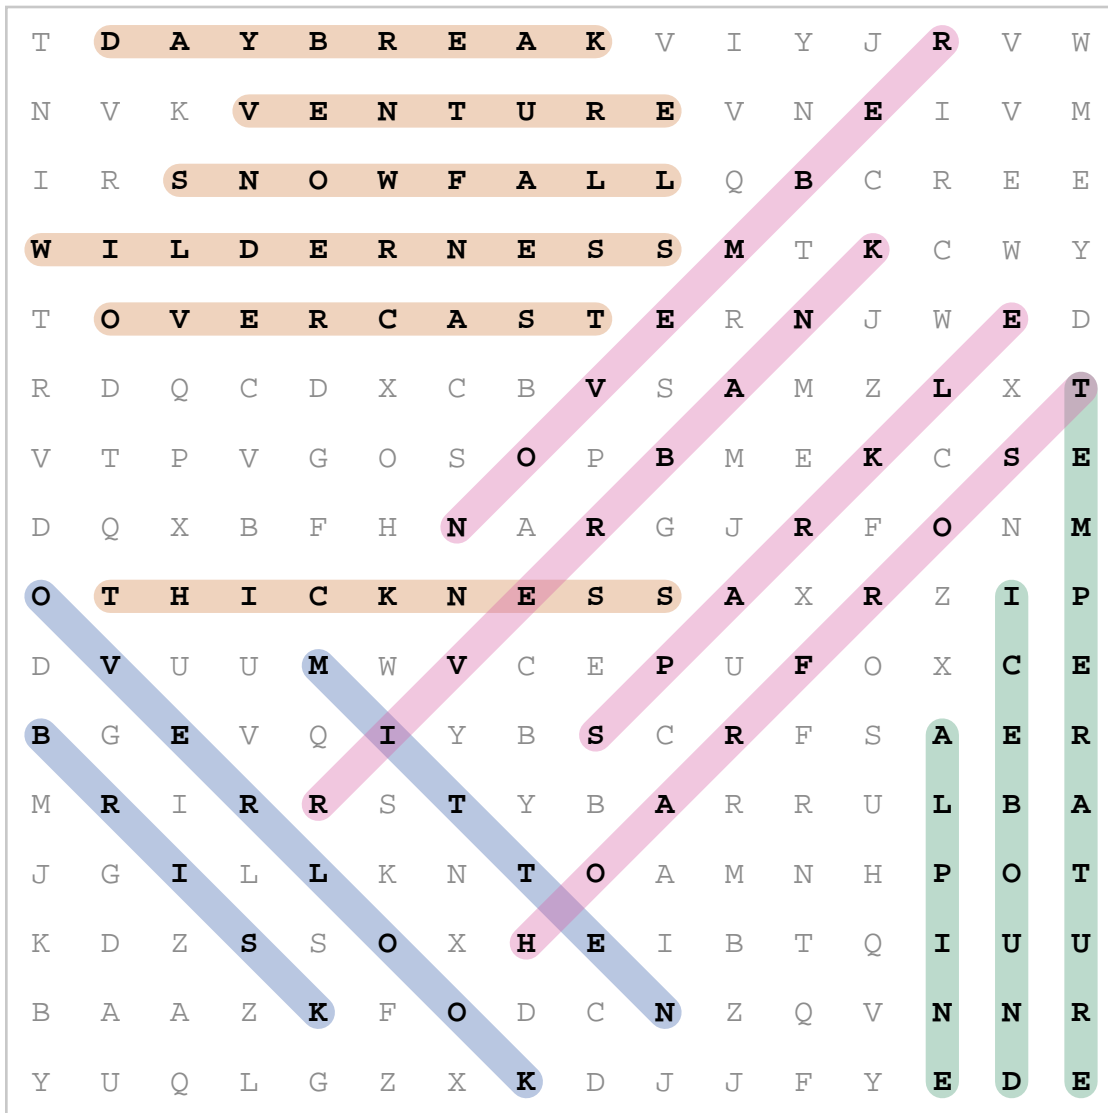 T D A Y B R E A K V I Y J R V W
N V K V E N T U R E V N E I V M
I R S N O W F A L L Q B C R E E
W I L D E R N E S S M T K C W Y
T O V E R C A S T E R N J W E D
R D Q C D X C B V S A M Z L X T
V T P V G O S O P B M E K C S E
D Q X B F H N A R G J R F O N M
O T H I C K N E S S A X R Z I P
D V U U M W V C E P U F O X C E
B G E V Q I Y B S C R F S A E R
M R I R R S T Y B A R R U L B A
J G I L L K N T O A M N H P O T
K D Z S S O X H E I B T Q I U U
B A A Z K F O D C N Z Q V N N R
Y U Q L G Z X K D J J F Y E D E